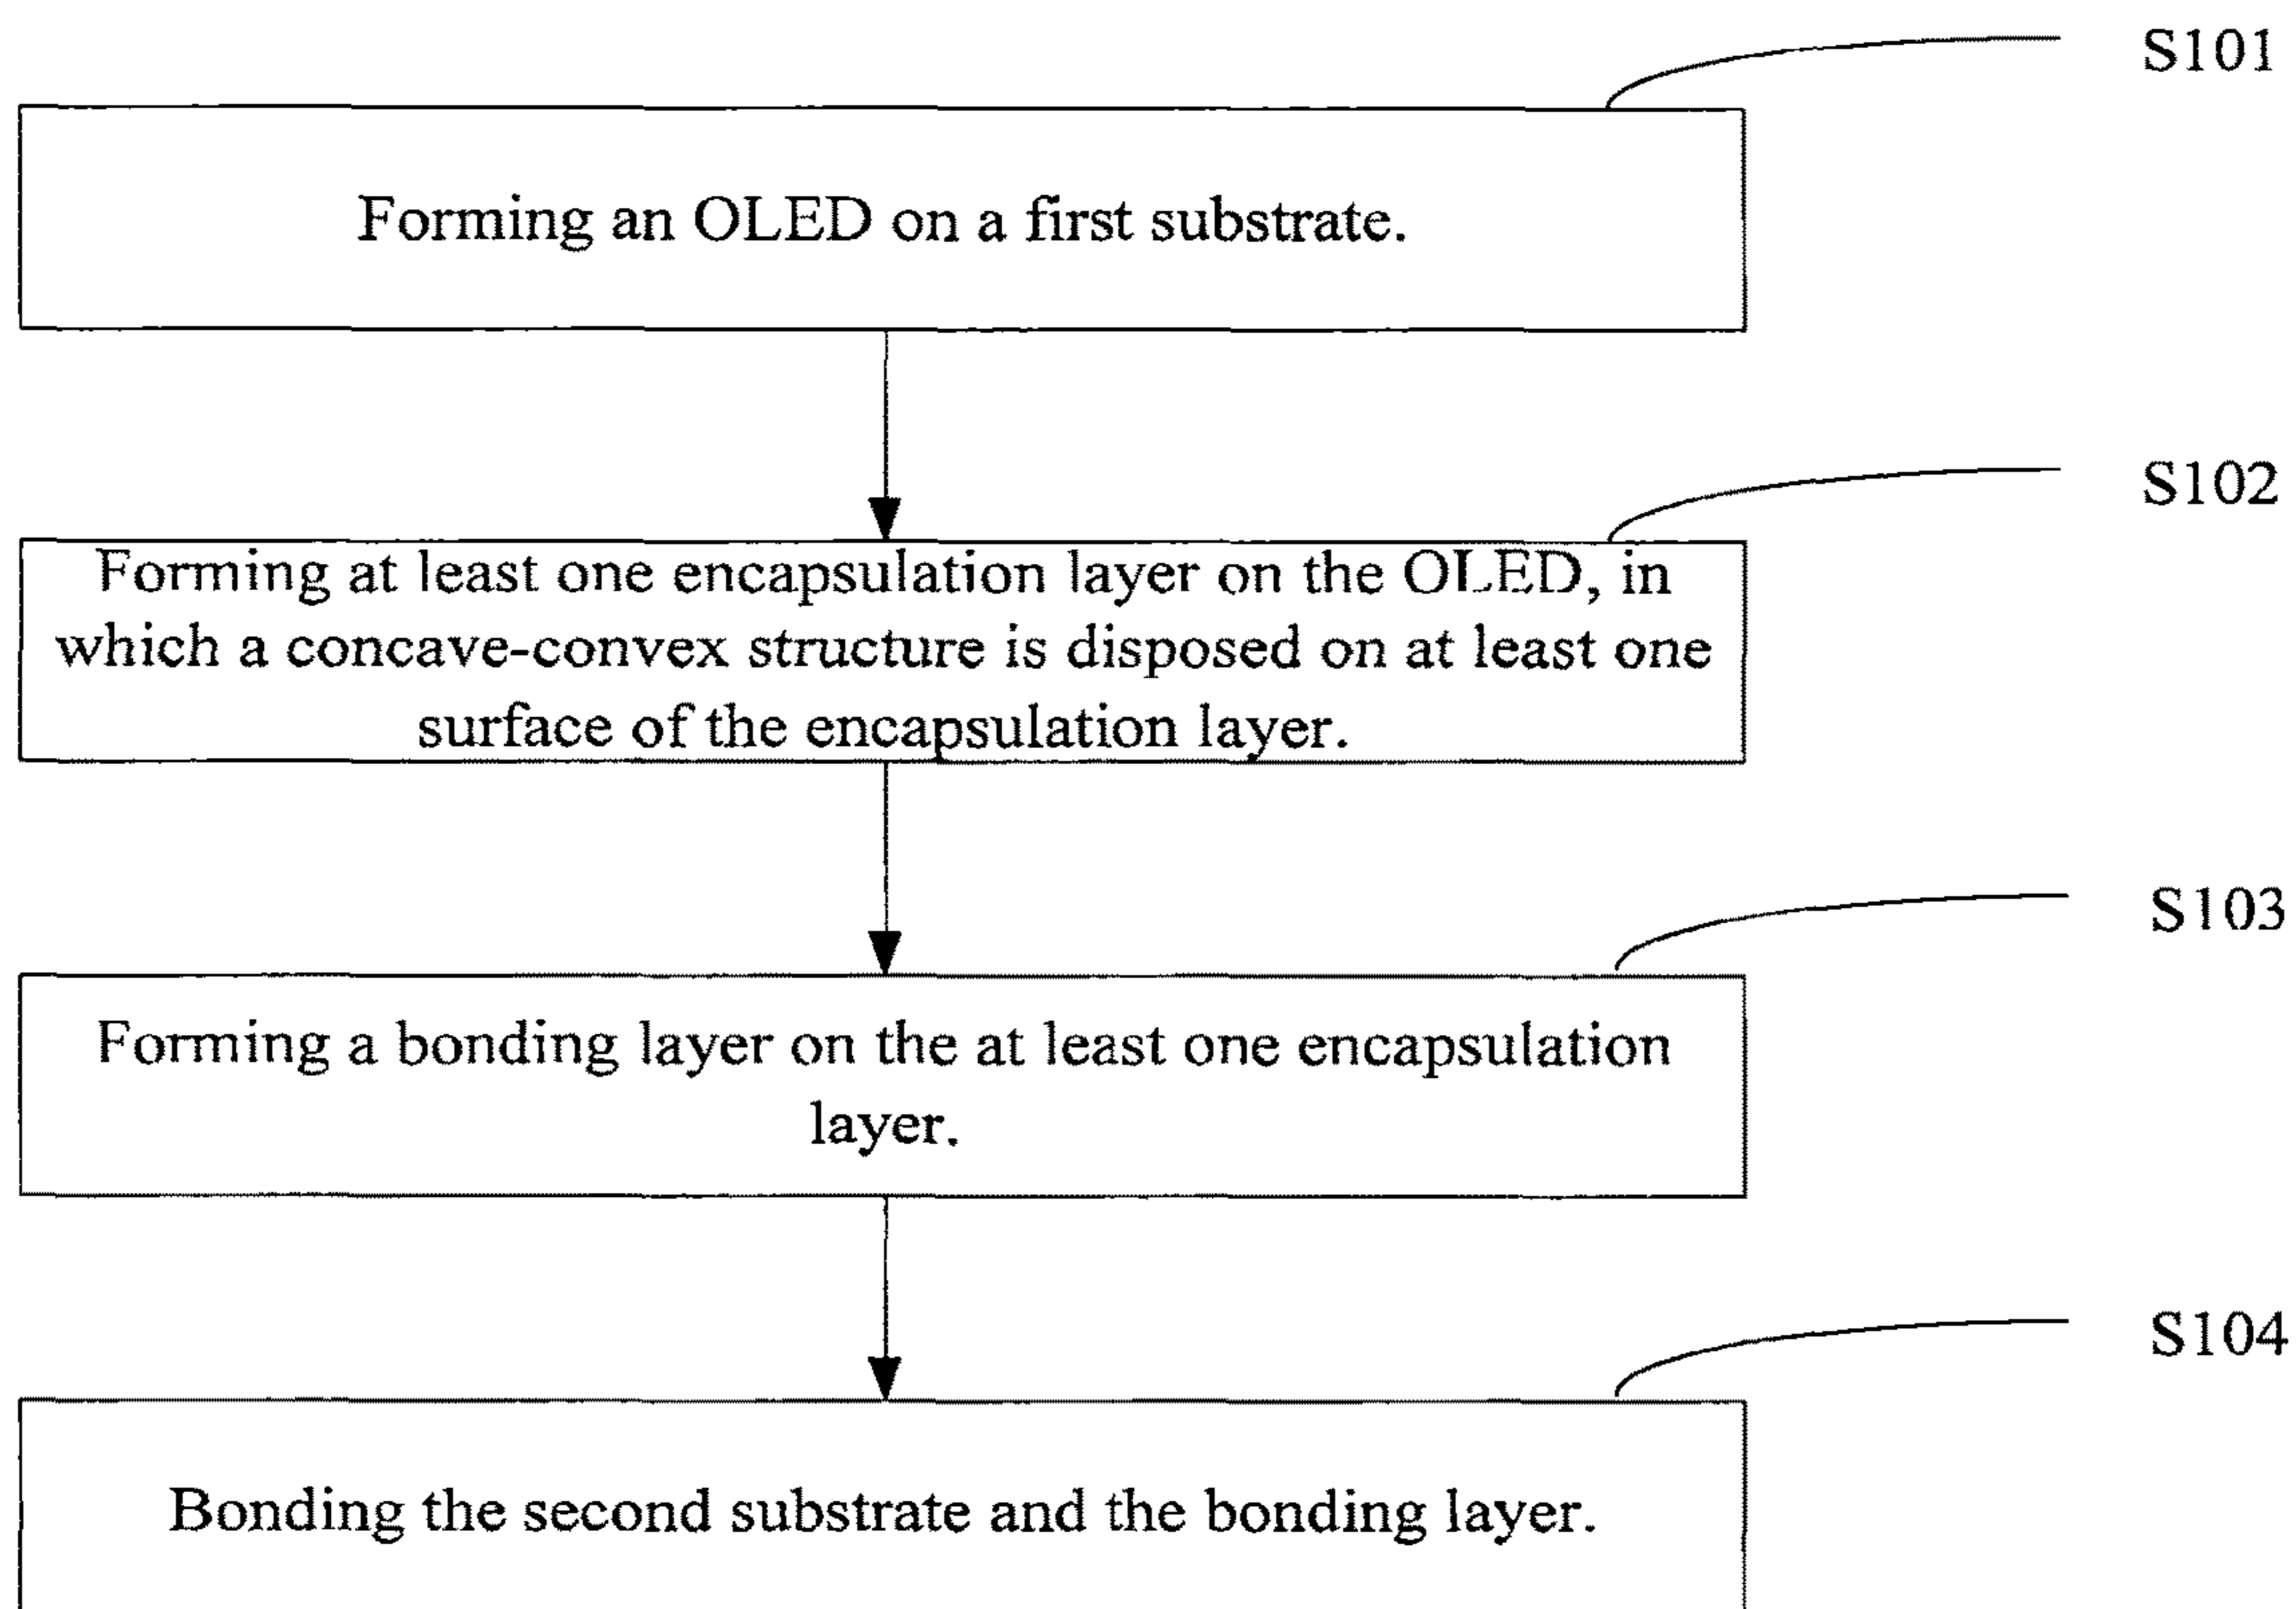 S101
Forming an OLED on a first substrate.
S102
Forming at least one encapsulation layer on the OLED, in
which a concave-convex structure is disposed on at least one
surface of the encapsulation layer.
S103
Forming a bonding layer on the at least one encapsulation
layer.
S104
Bonding the second substrate and the bonding layer.